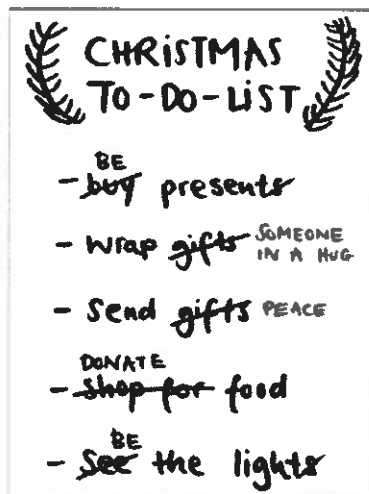 CHRISTMAS
TO-DO-LIST
BE
- buy presents
- wrap gifts SOMEONE
IN A HUG
- Send gifts PEACE
DONATE
- shop for food
BE
- See the lights